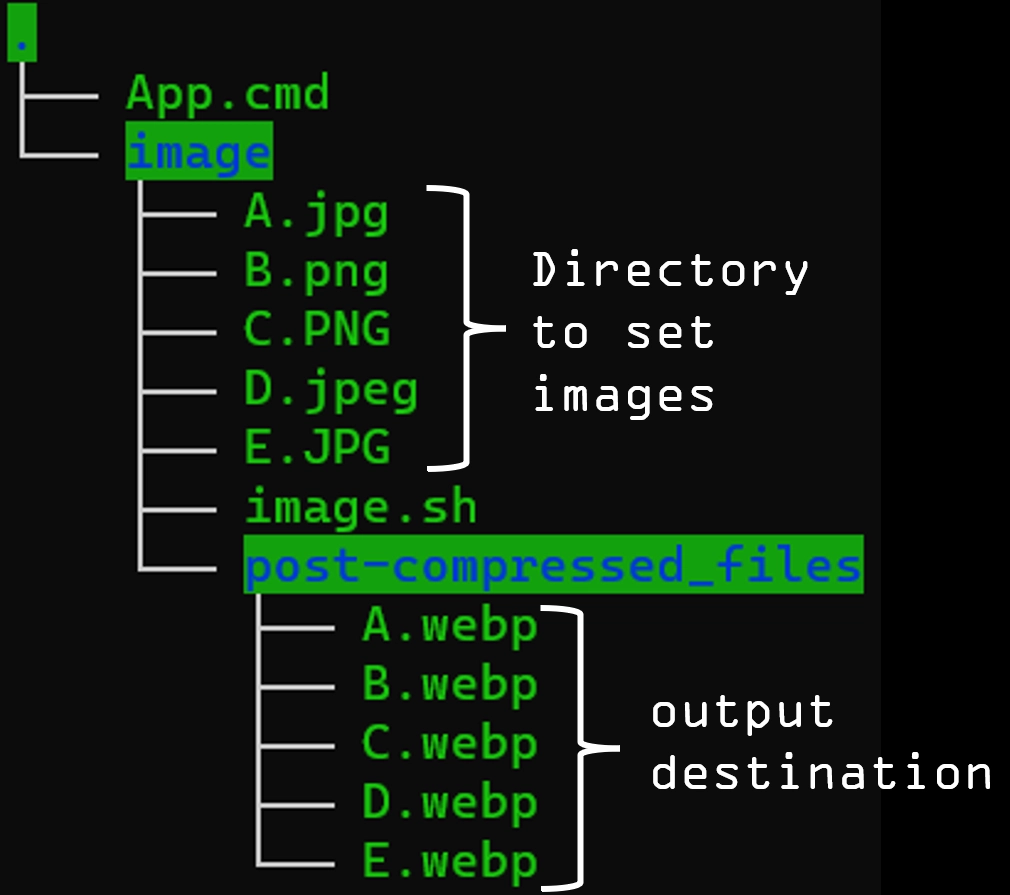 .
App.cmd
image
A.jpg
B.png
C.PNG
D.jpeg
E.JPG
Directory
to set
images
image.sh
post-compressed_files
A.webp
B.webp
C.webp
D.webp
E.webp
output
destination